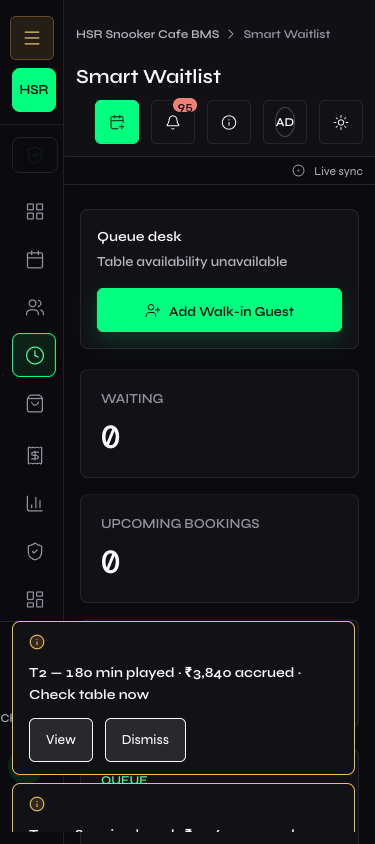 HSR Snooker Cafe BMS > Smart Waitlist
HSR
Smart Waitlist
95
AD
Live sync
Queue desk
Table availability unavailable
Add Walk-in Guest
WAITING
0
UPCOMING BOOKINGS
0
T2 — 180 min played · ₹3,840 accrued ·
Check table now
View
Dismiss
QUEUE